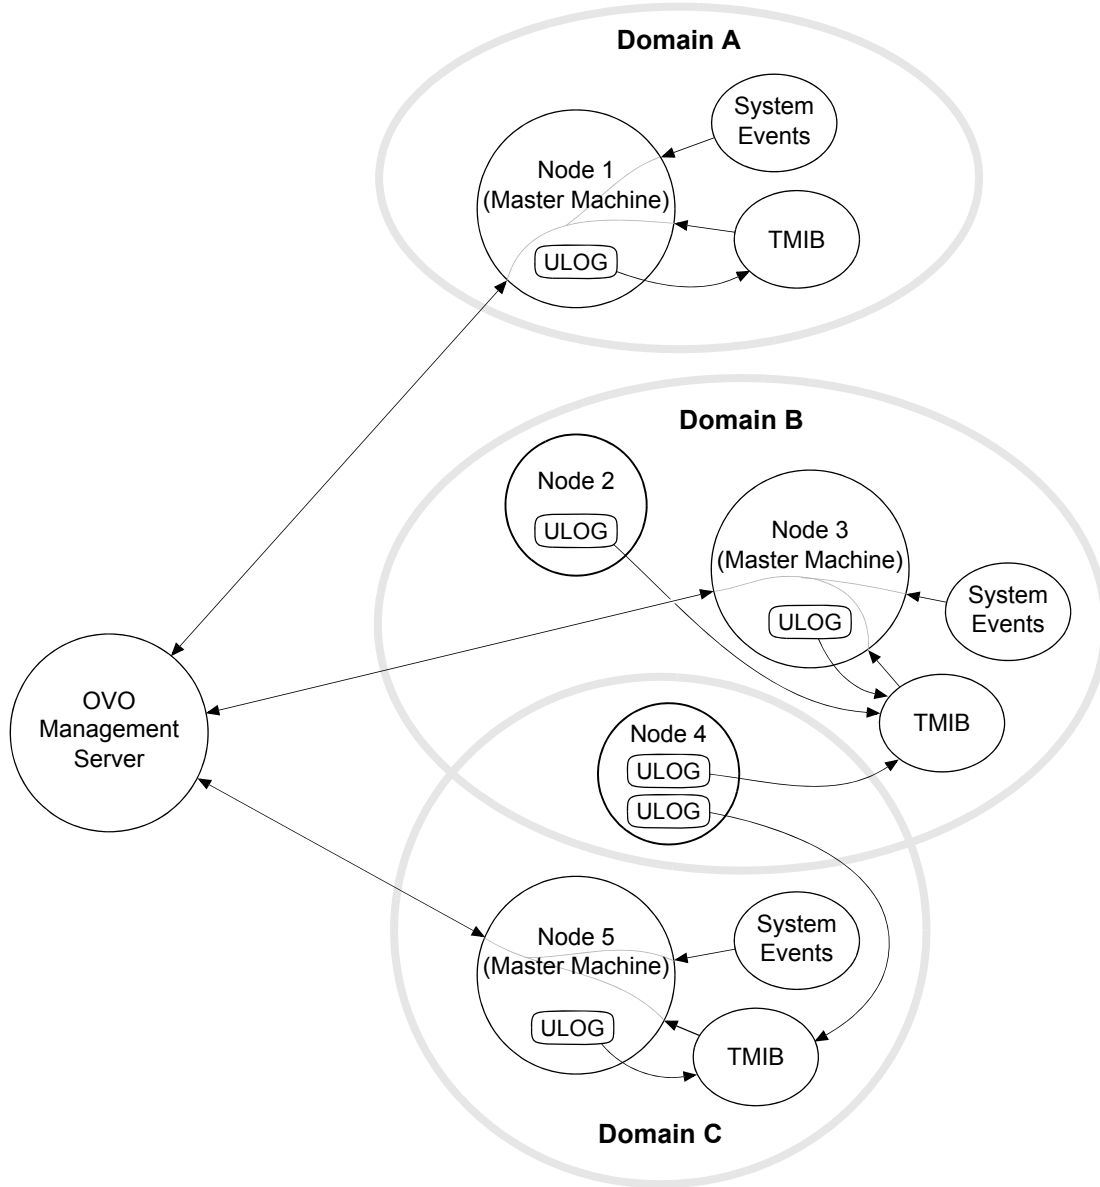 Domain A
System
Events
Node 1
(Master Machine)
TMIB
ULOG
Domain B
Node 2
ULOG
Node 3
(Master Machine)
System
Events
ULOG
TMIB
OVO
Management
Server
Node 4
ULOG
ULOG
System
Events
Node 5
(Master Machine)
ULOG
TMIB
Domain C